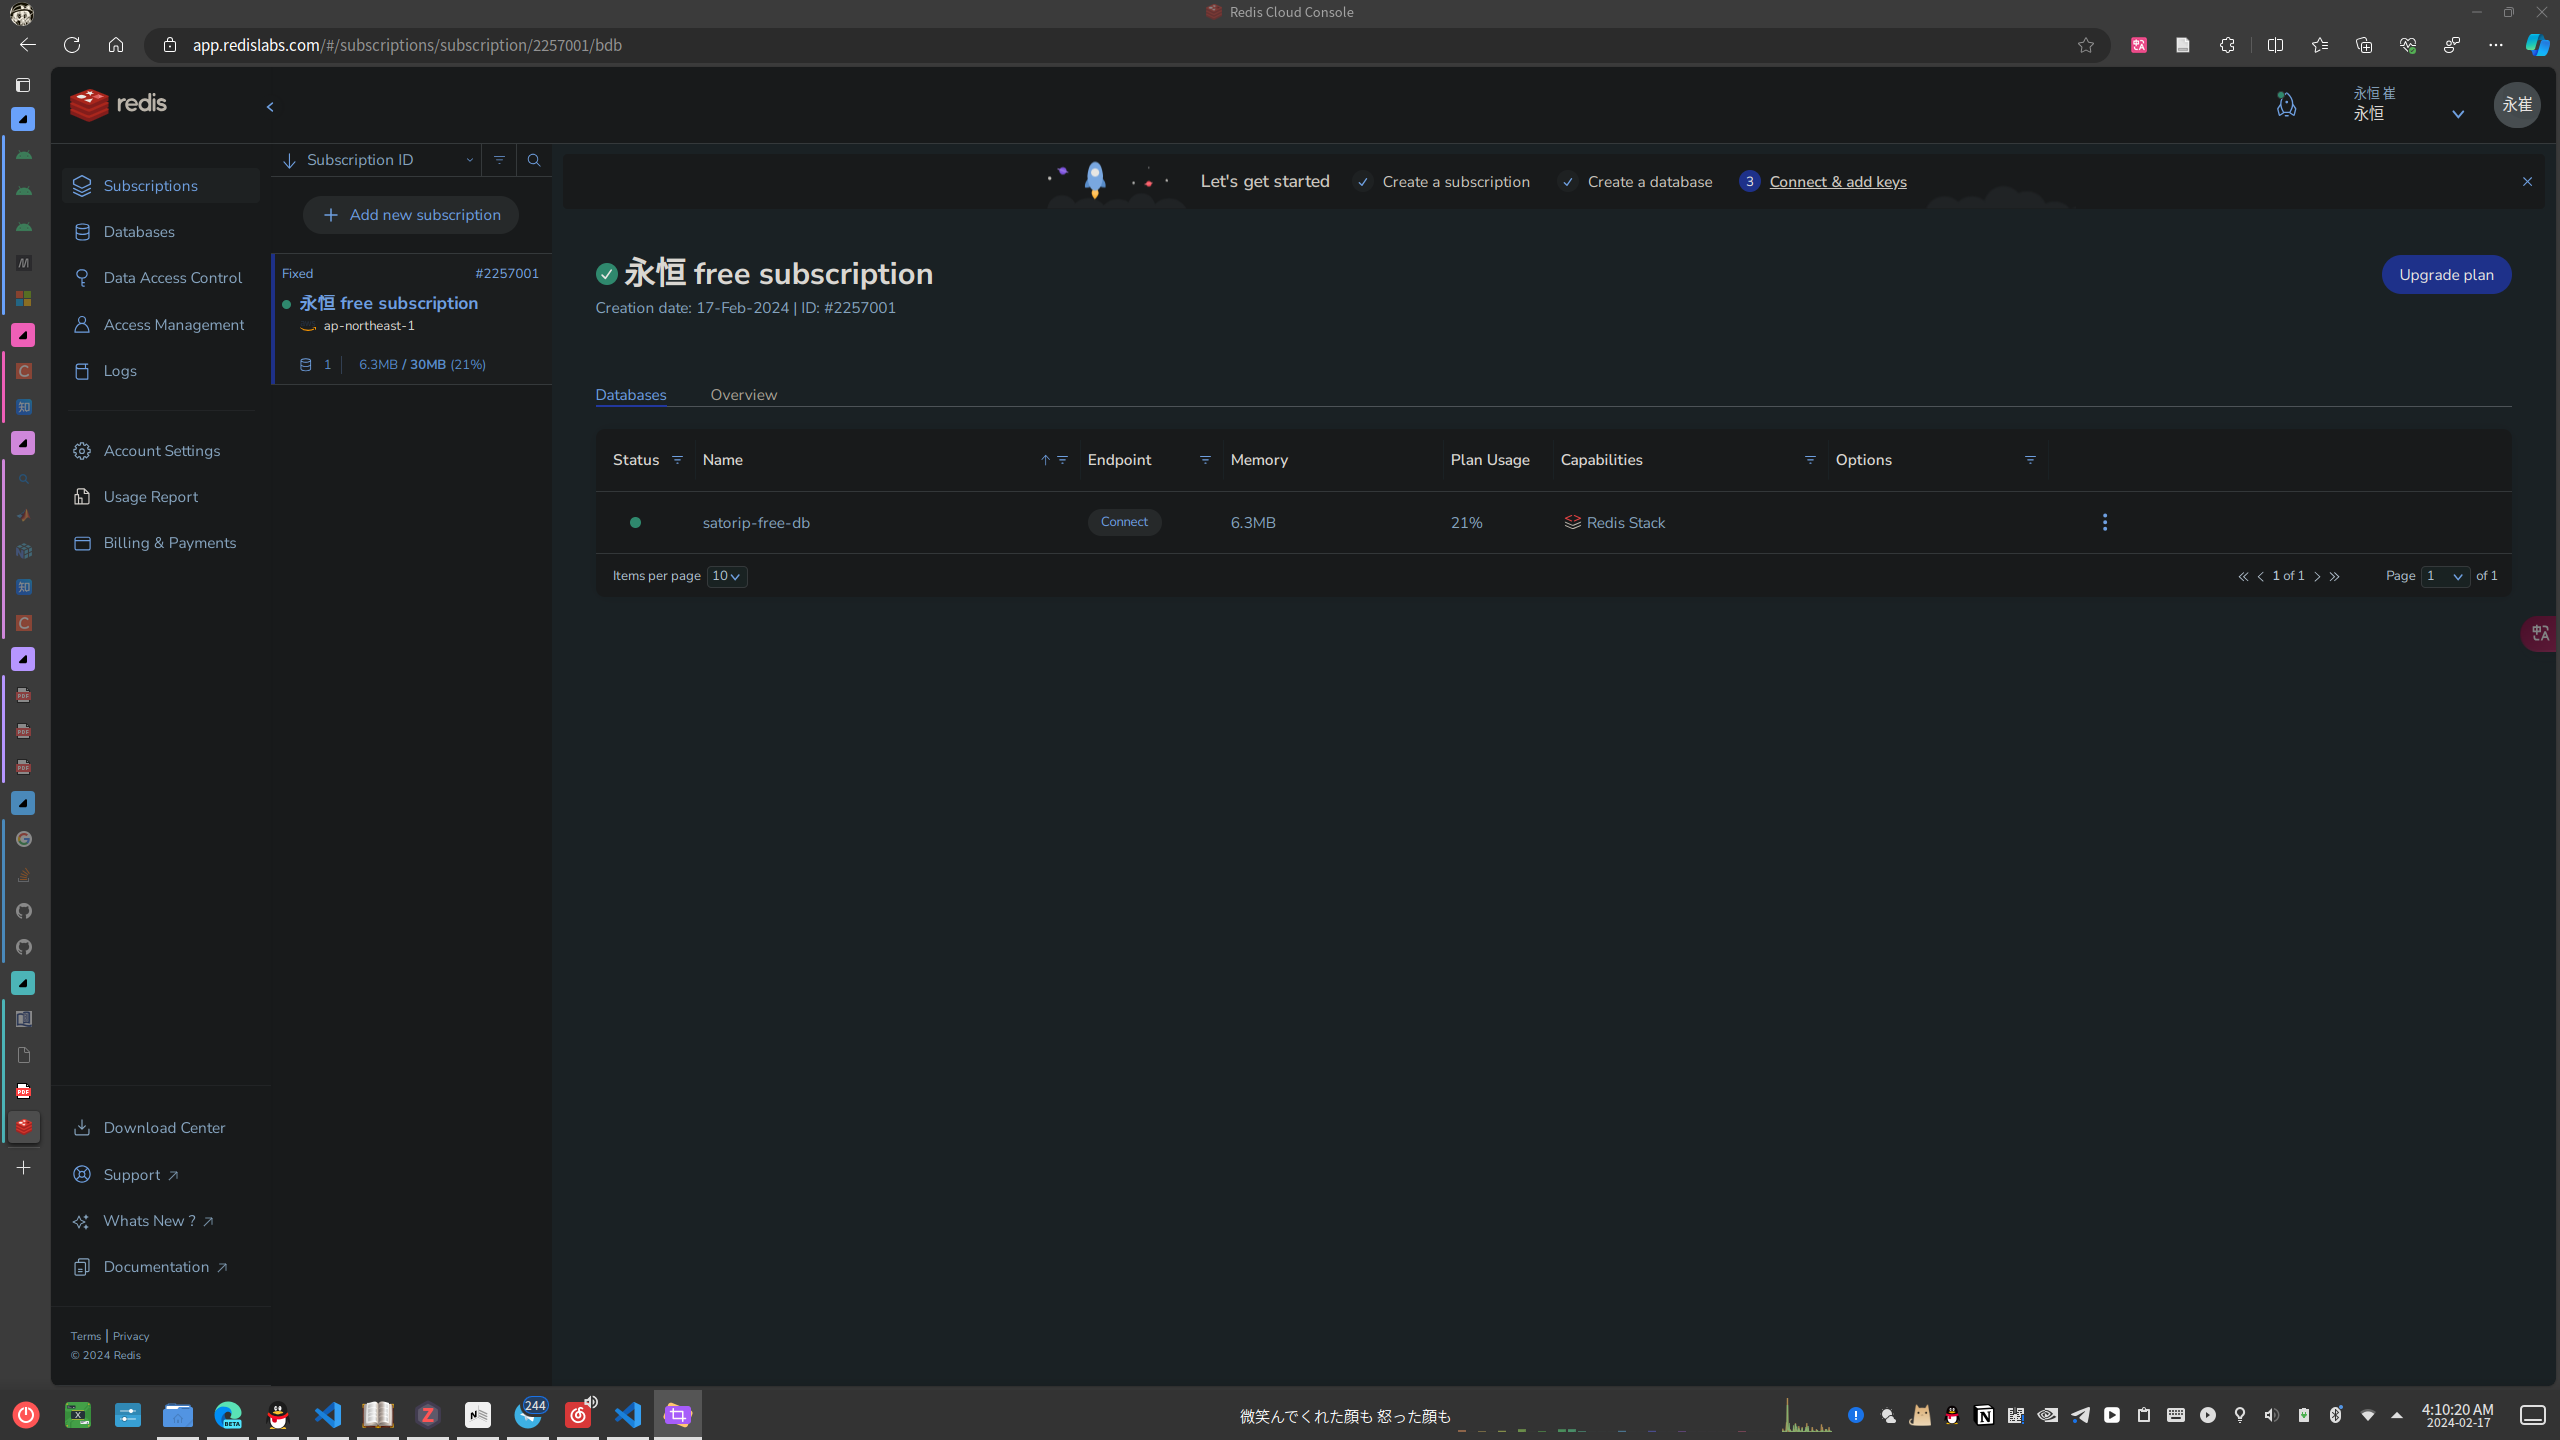 Redis Cloud Console
app.redislabs.com/#/subscriptions/subscription/2257001/bdb
redis
永恒 崔
永恒
永崔
Subscriptions
Databases
Data Access Control
Access Management
Logs
Account Settings
Usage Report
Billing & Payments
Download Center
Support
Whats New ?
Documentation
Terms | Privacy
© 2024 Redis
Subscription ID
Add new subscription
Fixed #2257001
永恒 free subscription
ap-northeast-1
1 6.3MB / 30MB (21%)
Let's get started Create a subscription Create a database 3 Connect & add keys
永恒 free subscription
Upgrade plan
Creation date: 17-Feb-2024 | ID: #2257001
Databases Overview
Status Name Endpoint Memory Plan Usage Capabilities Options
satorip-free-db Connect 6.3MB 21% Redis Stack
Items per page 10 1 of 1 Page 1 of 1
BETA
244
微笑んでくれた顔も 怒った顔も
4:10:20 AM
2024-02-17